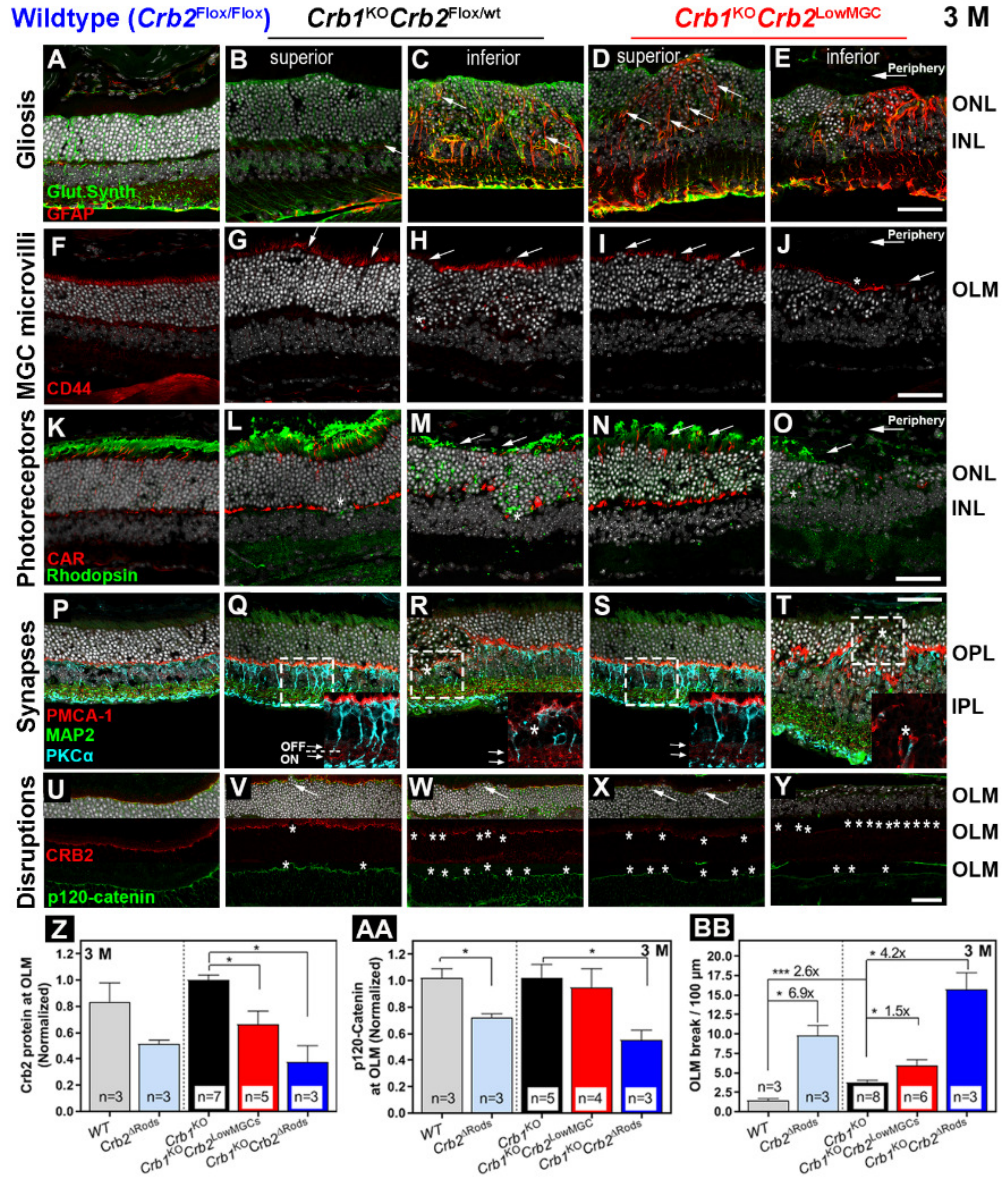 Wildtype (Crb2Flox/Flox) Crb1KOCrb2Flox/wt Crb1KOCrb2LowMGC 3 M
A B superior C inferior D superior E inferior
Periphery
Gliosis
ONL
INL
Glut.Synth
GFAP
F G H I J
Periphery
MGC microvilli
*
*
OLM
CD44
K L M N O
Periphery
Photoreceptors
ONL
INL
* * *
CAR
Rhodopsin
P Q R S T
Synapses
* *
OPL
IPL
PMCA-1
MAP2
PKCα
OFF
ON
* *
U V W X Y
Disruptions
OLM
CRB2
OLM
p120-catenin
OLM
Z
3 M
Crb2 protein at OLM
(Normalized)
1.2
1.0
0.8
0.6
0.4
0.2
0.0
*
*
n=3 n=3 n=7 n=5 n=3
WT
Crb2ΔRods
Crb1KO
Crb1KOCrb2LowMGCs
Crb1KOCrb2ΔRods
AA
3 M
p120-Catenin
at OLM (Normalized)
1.2
1.0
0.8
0.6
0.4
0.2
0.0
* *
n=3 n=3 n=5 n=4 n=3
WT
Crb2ΔRods
Crb1KO
Crb1KOCrb2LowMGC
Crb1KOCrb2ΔRods
BB
3 M
OLM break / 100 µm
20.0
17.5
15.0
12.5
10.0
7.5
5.0
2.5
0.0
* 4.2x
*** 2.6x
* 6.9x
* 1.5x
n=3 n=3 n=8 n=6 n=3
WT
Crb2ΔRods
Crb1KO
Crb1KOCrb2LowMGCs
Crb1KOCrb2ΔRods